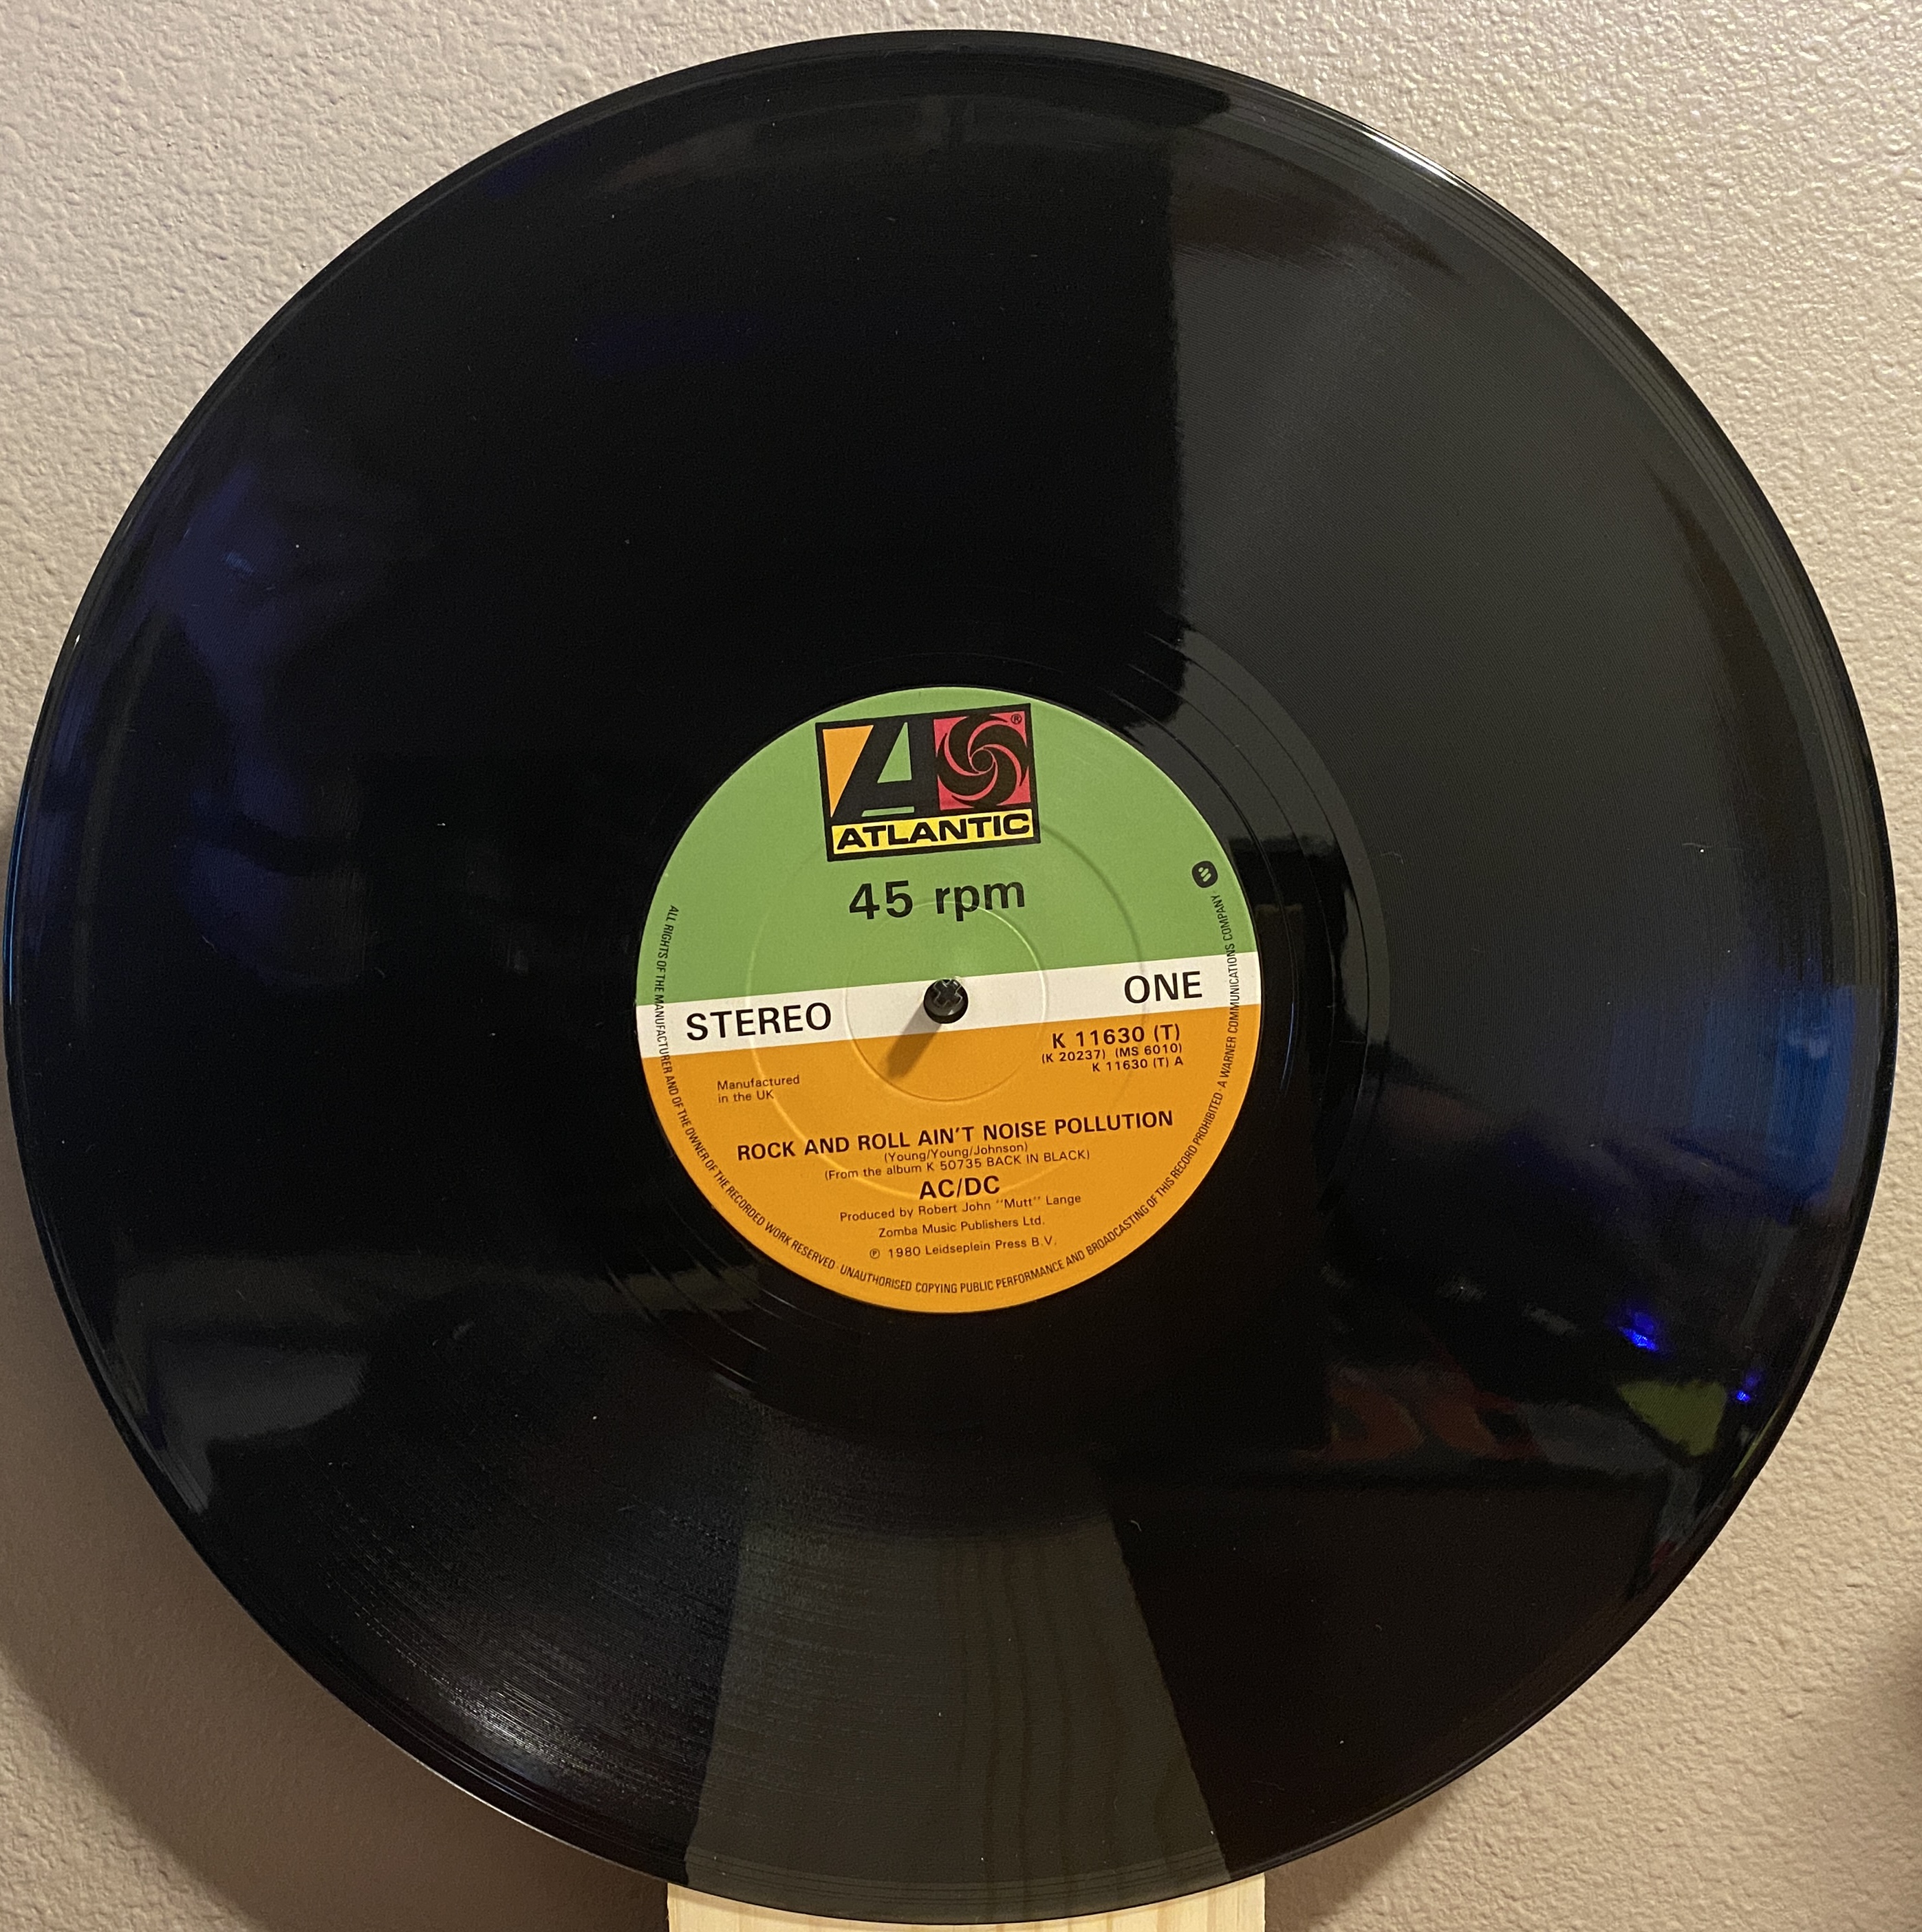 ATLANTIC
®
45 rpm
STEREO
ONE
K 11630 (T)
(K 20237) (MS 6010)
K 11630 (T) A
Manufactured
in the UK
ROCK AND ROLL AIN'T NOISE POLLUTION
(Young/Young/Johnson)
(From the album K 50735 BACK IN BLACK)
AC/DC
Produced by Robert John "Mutt" Lange
Zomba Music Publishers Ltd.
℗ 1980 Leidseplein Press B.V.
ALL RIGHTS OF THE MANUFACTURER AND OF THE OWNER OF THE RECORDED WORK RESERVED · UNAUTHORISED COPYING PUBLIC PERFORMANCE AND BROADCASTING OF THIS RECORD PROHIBITED · A WARNER COMMUNICATIONS COMPANY ·